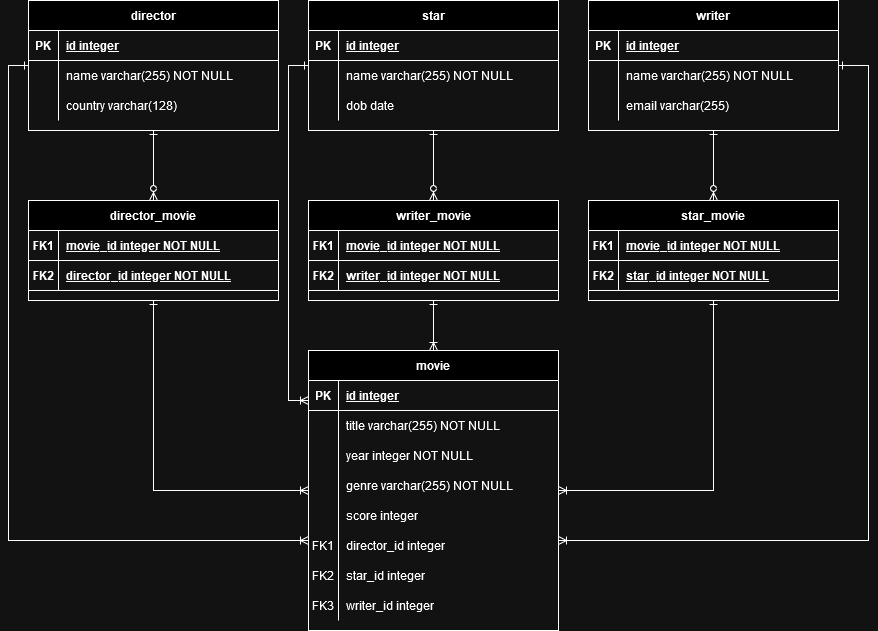 director
PK id integer
name varchar(255) NOT NULL
country varchar(128)
star
PK id integer
name varchar(255) NOT NULL
dob date
writer
PK id integer
name varchar(255) NOT NULL
email varchar(255)
director_movie
FK1 movie_id integer NOT NULL
FK2 director_id integer NOT NULL
writer_movie
FK1 movie_id integer NOT NULL
FK2 writer_id integer NOT NULL
star_movie
FK1 movie_id integer NOT NULL
FK2 star_id integer NOT NULL
movie
PK id integer
title varchar(255) NOT NULL
year integer NOT NULL
genre varchar(255) NOT NULL
score integer
FK1 director_id integer
FK2 star_id integer
FK3 writer_id integer